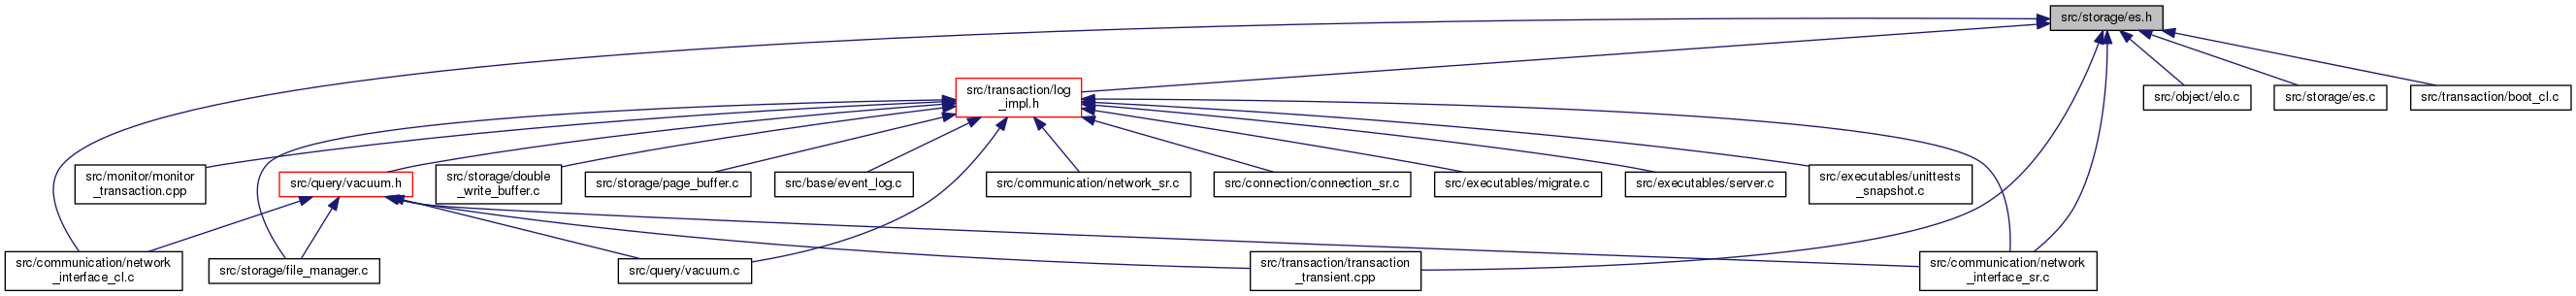 src/storage/es.h
src/transaction/log
_impl.h
src/object/elo.c
src/storage/es.c
src/transaction/boot_cl.c
src/monitor/monitor
_transaction.cpp
src/query/vacuum.h
src/storage/double
_write_buffer.c
src/storage/page_buffer.c
src/base/event_log.c
src/communication/network_sr.c
src/connection/connection_sr.c
src/executables/migrate.c
src/executables/server.c
src/executables/unittests
_snapshot.c
src/communication/network
_interface_cl.c
src/storage/file_manager.c
src/query/vacuum.c
src/transaction/transaction
_transient.cpp
src/communication/network
_interface_sr.c